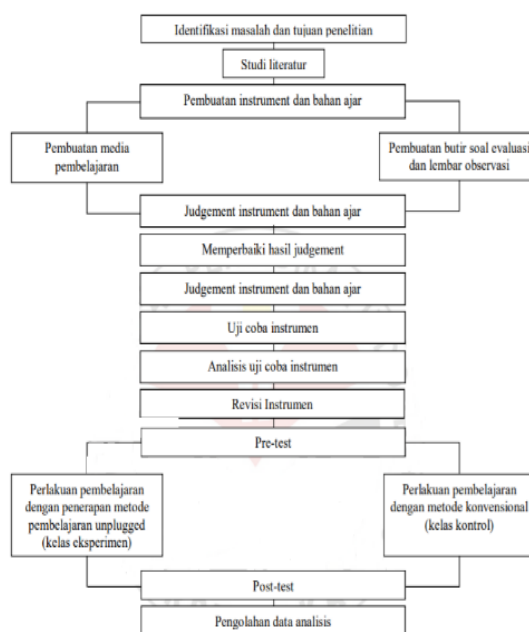 Identifikasi masalah dan tujuan penelitian
Studi literatur
Pembuatan instrument dan bahan ajar
Pembuatan media
pembelajaran
Pembuatan butir soal evaluasi
dan lembar observasi
Judgement instrument dan bahan ajar
Memperbaiki hasil judgement
Judgement instrument dan bahan ajar
Uji coba instrumen
Analisis uji coba instrumen
Revisi Instrumen
Pre-test
Perlakuan pembelajaran
dengan penerapan metode
pembelajaran unplugged
(kelas eksperimen)
Perlakuan pembelajaran
dengan metode konvensional
(kelas kontrol)
Post-test
Pengolahan data analisis